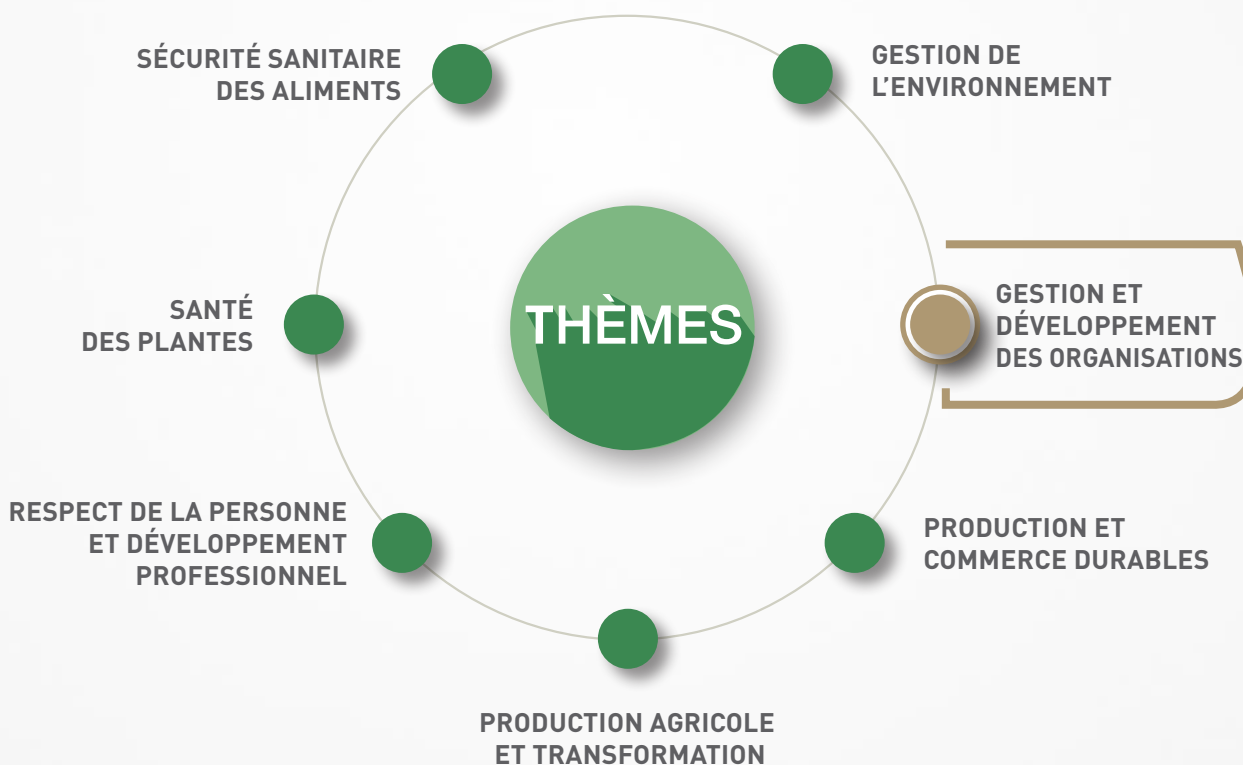 SÉCURITÉ SANITAIRE
DES ALIMENTS
GESTION DE
L'ENVIRONNEMENT
SANTÉ
DES PLANTES
THÈMES
GESTION ET
DÉVELOPPEMENT
DES ORGANISATIONS
RESPECT DE LA PERSONNE
ET DÉVELOPPEMENT
PROFESSIONNEL
PRODUCTION ET
COMMERCE DURABLES
PRODUCTION AGRICOLE
ET TRANSFORMATION